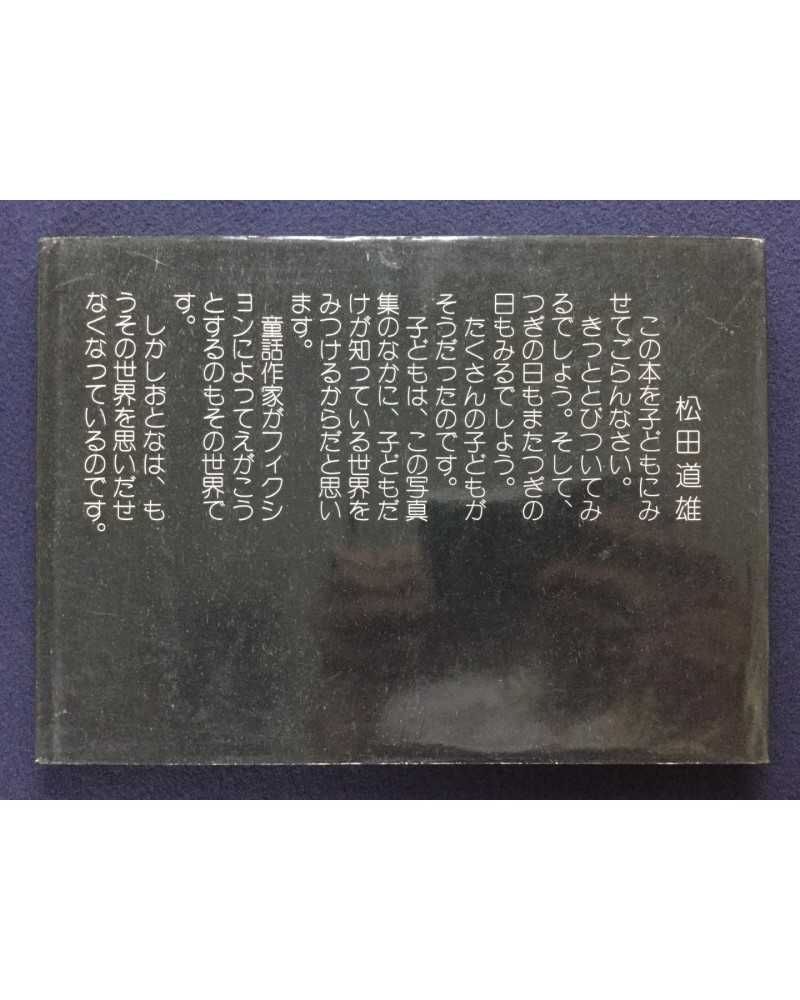 松田道雄
この本を子どもにみ
せてごらんなさい。
きっととびついてみ
るでしょう。そして、
つぎの日もまたつぎの
日もみるでしょう。
たくさんの子どもが
そうだったのです。
子どもは、この写真
集のなかに、子どもだ
けが知っている世界を
みつけるからだと思い
ます。
童話作家がフィクシ
ョンによってえがこう
とするのもその世界で
す。
しかしおとなは、も
うその世界を思いだせ
なくなっているのです。